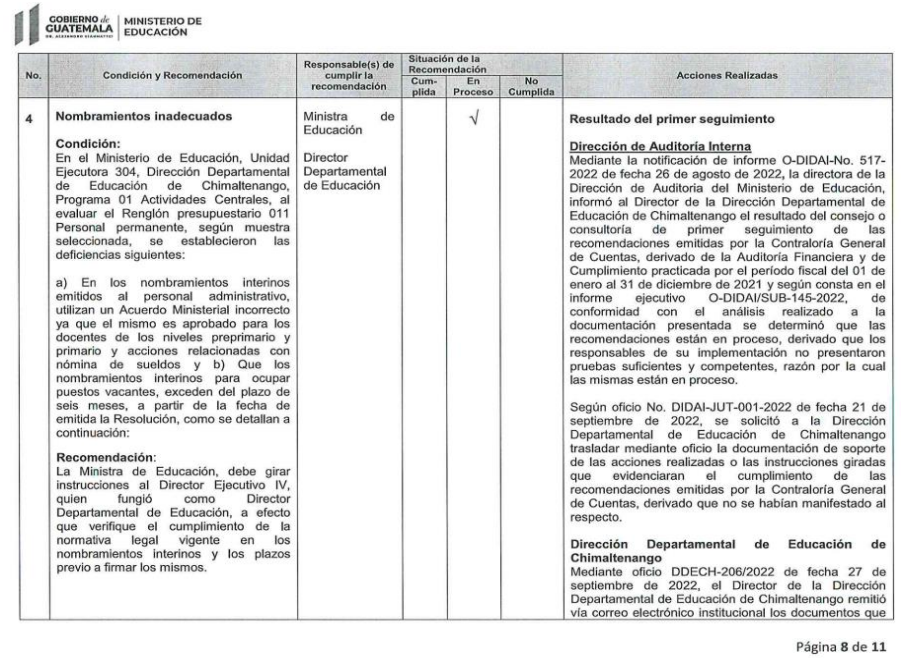 GOBIERNO de
GUATEMALA
DR. ALEJANDRO GIAMMATTEI
MINISTERIO DE
EDUCACIÓN
No.
Condición y Recomendación
Responsable(s) de
cumplir la
recomendación
Situación de la
Recomendación
Cum-
plida
En
Proceso
No
Cumplida
Acciones Realizadas
4
Nombramientos inadecuados
Condición:
En el Ministerio de Educación, Unidad
Ejecutora 304, Dirección Departamental
de Educación de Chimaltenango,
Programa 01 Actividades Centrales, al
evaluar el Renglón presupuestario 011
Personal permanente, según muestra
seleccionada, se establecieron las
deficiencias siguientes:
a) En los nombramientos interinos
emitidos al personal administrativo,
utilizan un Acuerdo Ministerial incorrecto
ya que el mismo es aprobado para los
docentes de los niveles preprimario y
primario y acciones relacionadas con
nómina de sueldos y b) Que los
nombramientos interinos para ocupar
puestos vacantes, exceden del plazo de
seis meses, a partir de la fecha de
emitida la Resolución, como se detallan a
continuación:
Recomendación:
La Ministra de Educación, debe girar
instrucciones al Director Ejecutivo IV,
quien fungió como Director
Departamental de Educación, a efecto
que verifique el cumplimiento de la
normativa legal vigente en los
nombramientos interinos y los plazos
previo a firmar los mismos.
Ministra de
Educación
Director
Departamental
de Educación
√
Resultado del primer seguimiento
Dirección de Auditoría Interna
Mediante la notificación de informe O-DIDAI-No. 517-
2022 de fecha 26 de agosto de 2022, la directora de la
Dirección de Auditoria del Ministerio de Educación,
informó al Director de la Dirección Departamental de
Educación de Chimaltenango el resultado del consejo o
consultoría de primer seguimiento de las
recomendaciones emitidas por la Contraloría General
de Cuentas, derivado de la Auditoría Financiera y de
Cumplimiento practicada por el período fiscal del 01 de
enero al 31 de diciembre de 2021 y según consta en el
informe ejecutivo O-DIDAI/SUB-145-2022, de
conformidad con el análisis realizado a la
documentación presentada se determinó que las
recomendaciones están en proceso, derivado que los
responsables de su implementación no presentaron
pruebas suficientes y competentes, razón por la cual
las mismas están en proceso.
Según oficio No. DIDAI-JUT-001-2022 de fecha 21 de
septiembre de 2022, se solicitó a la Dirección
Departamental de Educación de Chimaltenango
trasladar mediante oficio la documentación de soporte
de las acciones realizadas o las instrucciones giradas
que evidenciaran el cumplimiento de las
recomendaciones emitidas por la Contraloría General
de Cuentas, derivado que no se habían manifestado al
respecto.
Dirección Departamental de Educación de
Chimaltenango
Mediante oficio DDECH-206/2022 de fecha 27 de
septiembre de 2022, el Director de la Dirección
Departamental de Educación de Chimaltenango remitió
vía correo electrónico institucional los documentos que
Página 8 de 11